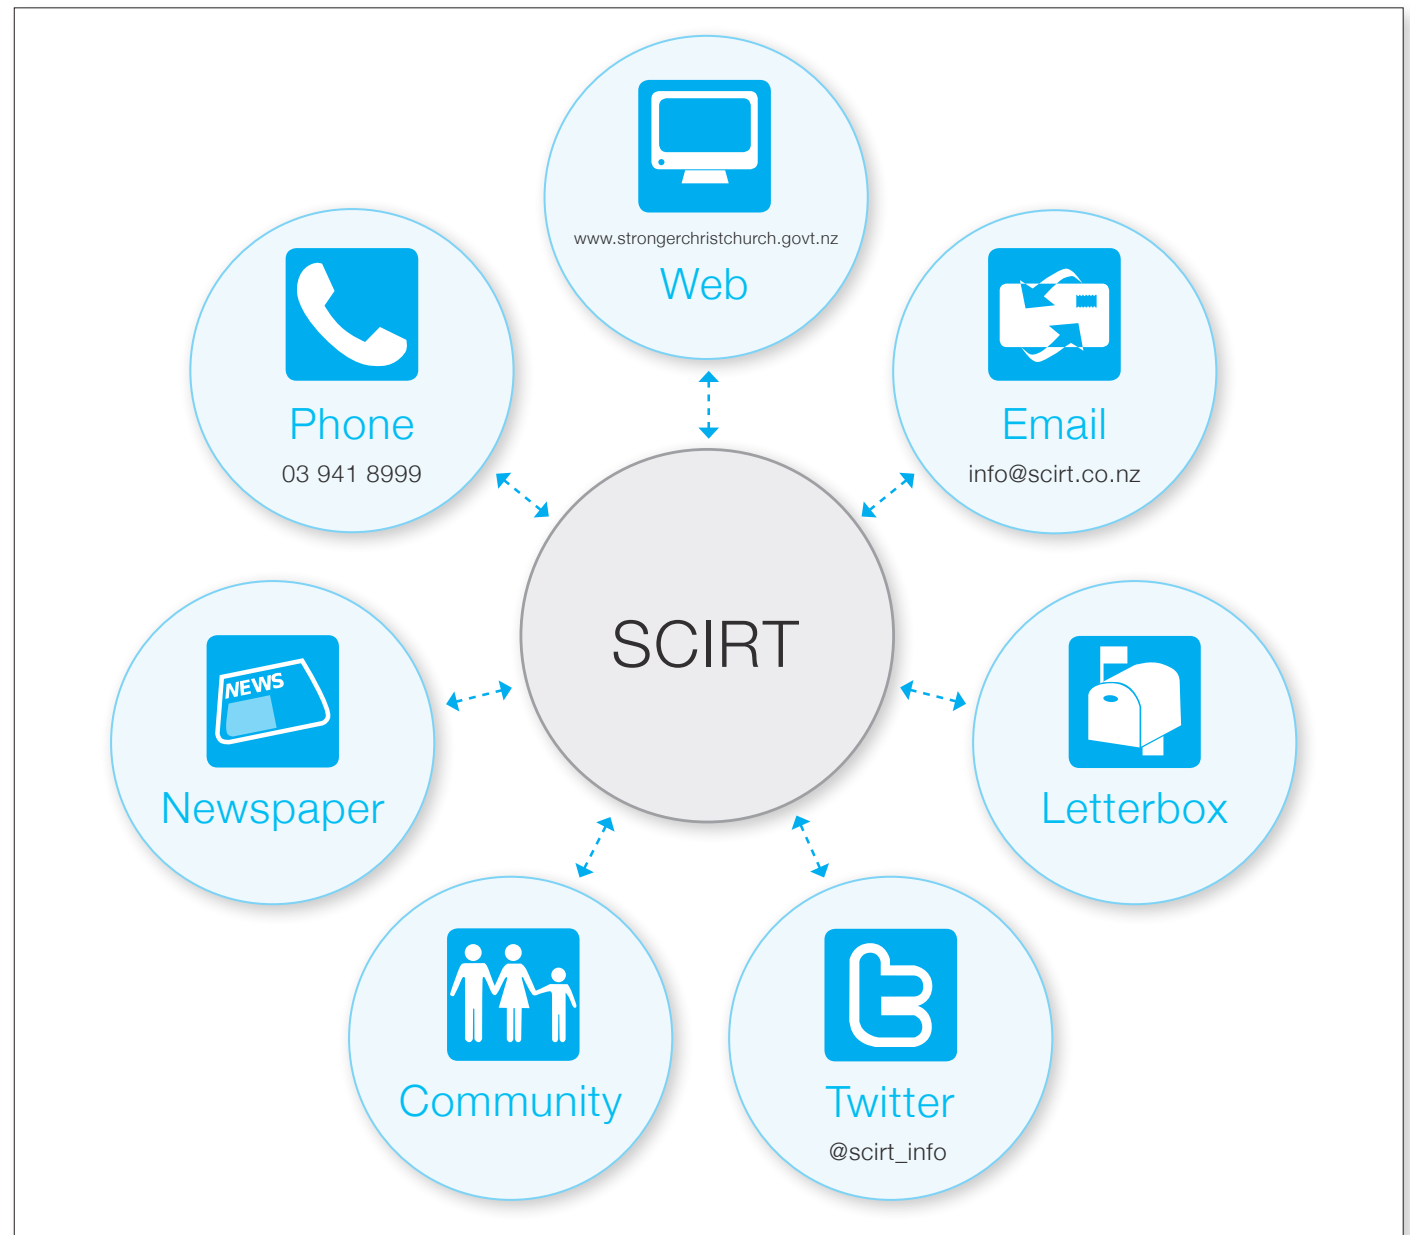 www.strongerchristchurch.govt.nz
Web
Phone
03 941 8999
Email
info@scirt.co.nz
SCIRT
NEWS
Newspaper
Letterbox
Community
Twitter
@scirt_info